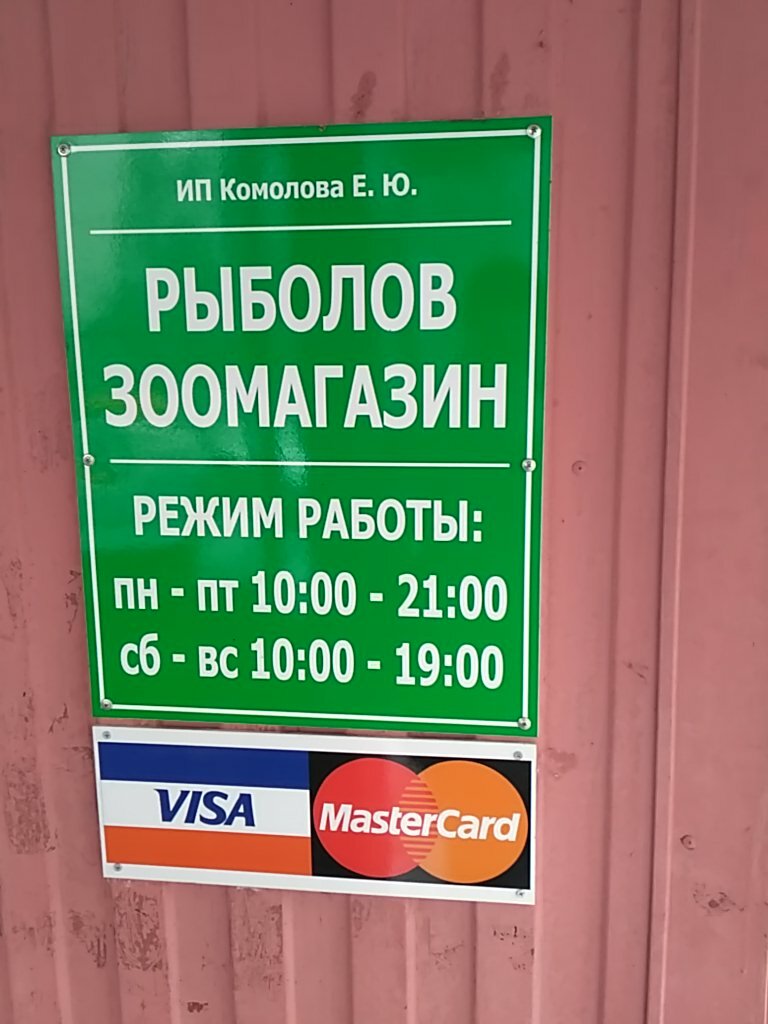 ИП Комолова Е. Ю.
РЫБОЛОВ
ЗООМАГАЗИН
РЕЖИМ РАБОТЫ:
пн - пт 10:00 - 21:00
сб - вс 10:00 - 19:00
VISA
MasterCard